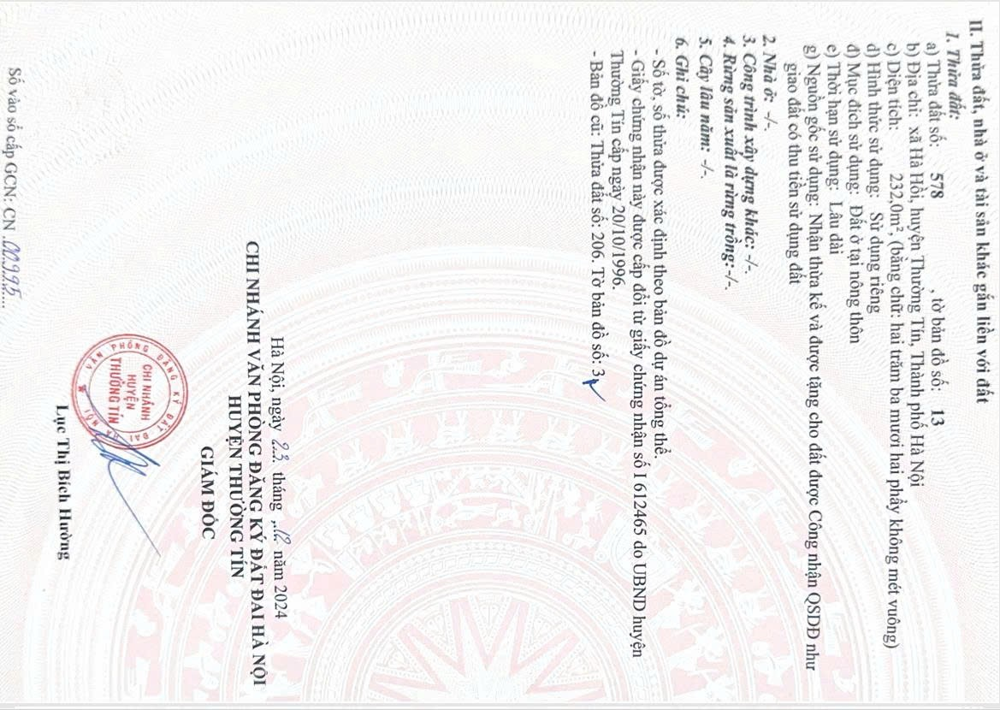 II. Thửa đất, nhà ở và tài sản khác gắn liền với đất
1. Thửa đất:
a) Thửa đất số: 578 , tờ bản đồ số: 13
b) Địa chỉ: xã Hà Hồi, huyện Thường Tín, Thành phố Hà Nội
c) Diện tích: 232,0m², (bằng chữ: hai trăm ba mươi hai phẩy không mét vuông)
d) Hình thức sử dụng: Sử dụng riêng
đ) Mục đích sử dụng: Đất ở tại nông thôn
e) Thời hạn sử dụng: Lâu dài
g) Nguồn gốc sử dụng: Nhận thừa kế và được tặng cho đất được Công nhận QSDĐ như
giao đất có thu tiền sử dụng đất
2. Nhà ở: -/-.
3. Công trình xây dựng khác: -/-.
4. Rừng sản xuất là rừng trồng:-/-.
5. Cây lâu năm: -/-.
6. Ghi chú:
- Số tờ, số thửa được xác định theo bản đồ dự án tổng thể.
- Giấy chứng nhận này được cấp đổi từ giấy chứng nhận số I 612465 do UBND huyện
Thường Tín cấp ngày 20/10/1996.
- Bản đồ cũ: Thửa đất số: 206. Tờ bản đồ số: 3
Hà Nội, ngày 23 tháng 12 năm 2024
CHI NHÁNH VĂN PHÒNG ĐĂNG KÝ ĐẤT ĐAI HÀ NỘI
HUYỆN THƯỜNG TÍN
GIÁM ĐỐC
VĂN PHÒNG ĐĂNG KÝ ĐẤT ĐAI HÀ NỘI
CHI NHÁNH
HUYỆN
THƯỜNG TÍN
Lục Thị Bích Hường
Số vào sổ cấp GCN: CN 00995